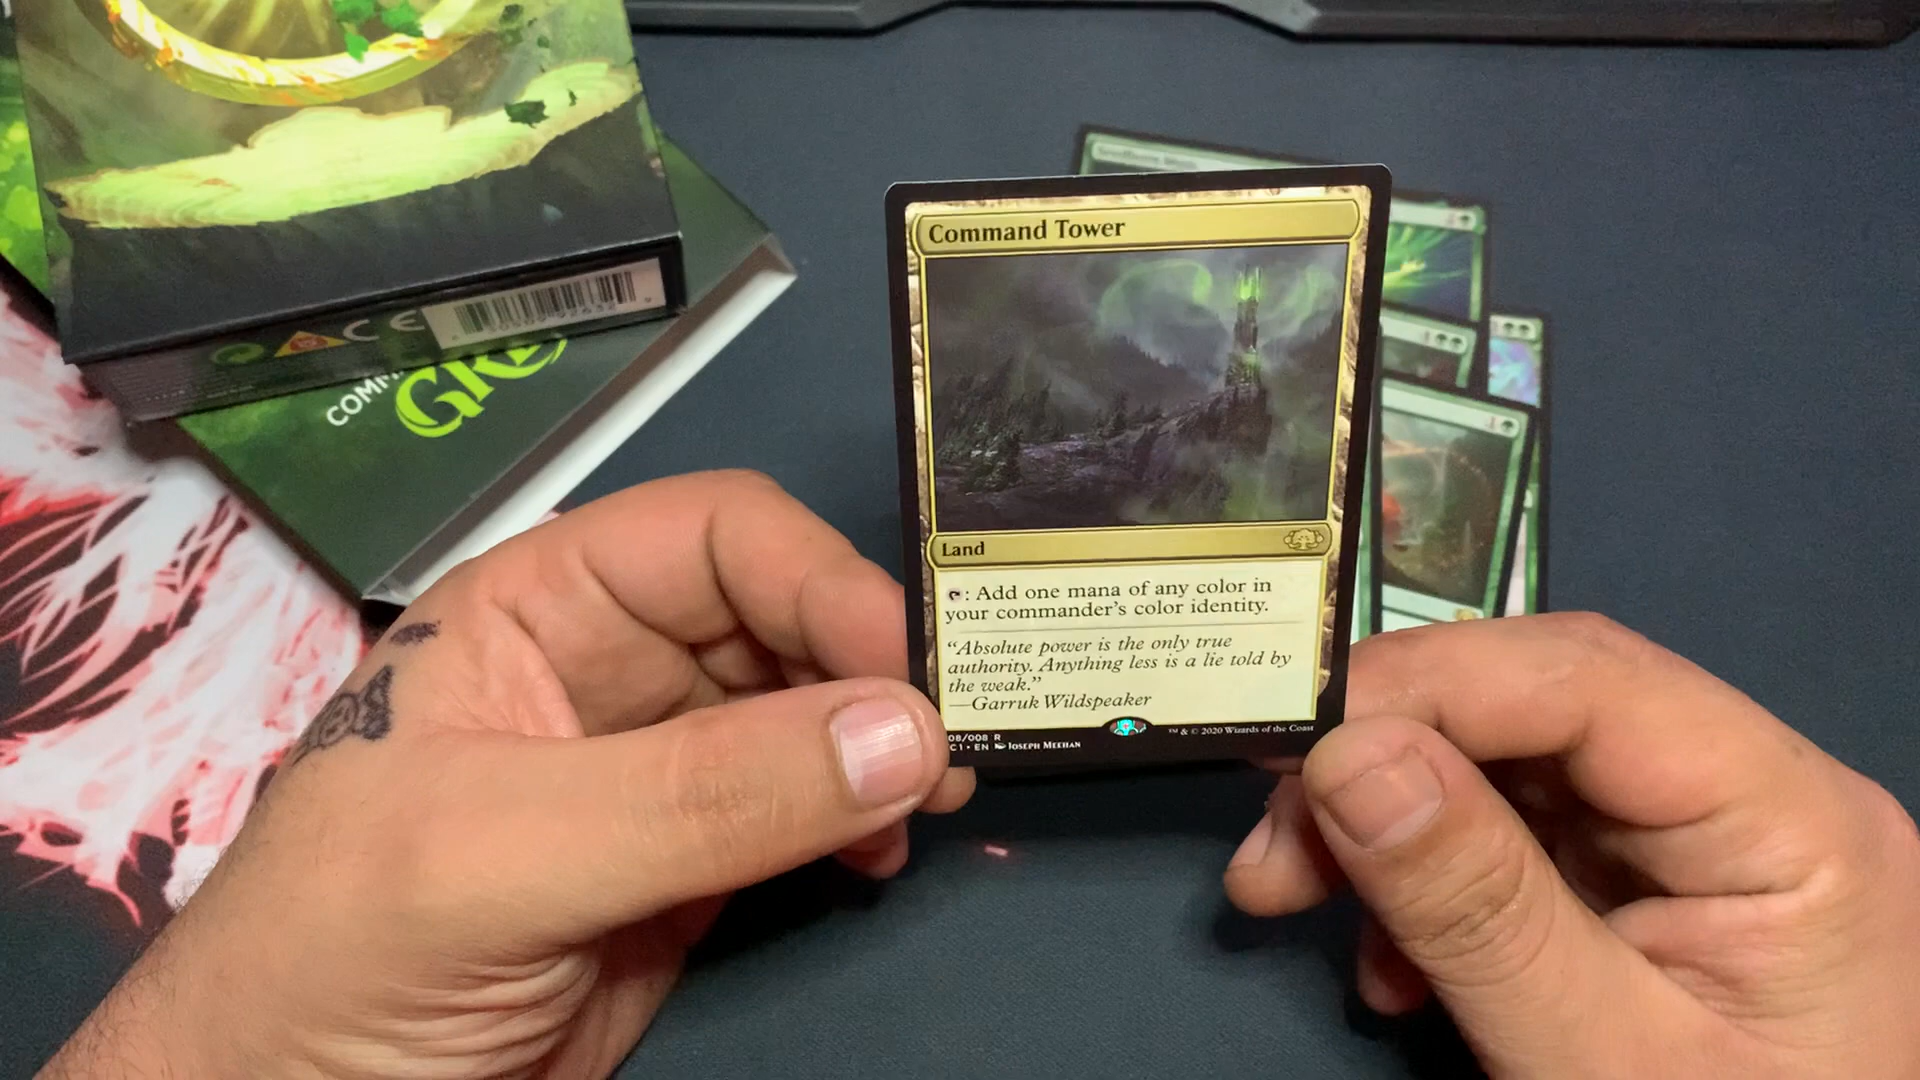 Command Tower
Land
: Add one mana of any color in
your commander's color identity.
"Absolute power is the only true
authority. Anything less is a lie told by
the weak."
—Garruk Wildspeaker
08/008 R
C1 • EN JOSEPH MEEHAN
™ & © 2020 Wizards of the Coast
CE
COMM
GRE